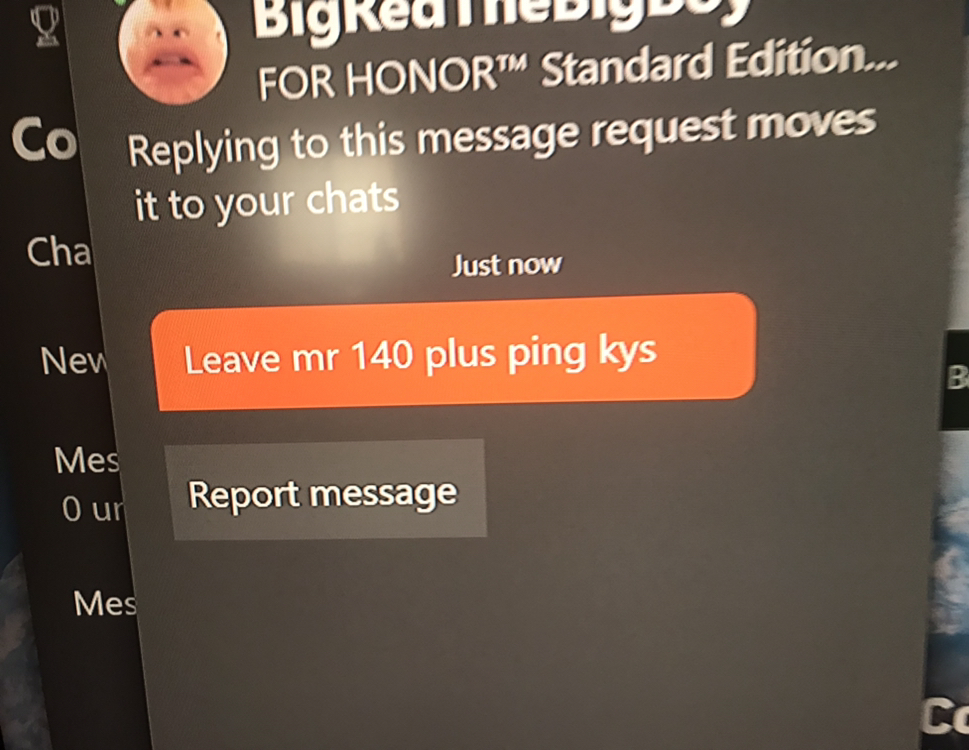 BigRedTheBigBoy
FOR HONOR™ Standard Edition...
Replying to this message request moves
it to your chats
Just now
Leave mr 140 plus ping kys
Report message
Co
Cha
New
Mes
0 un
Mes
B
Co